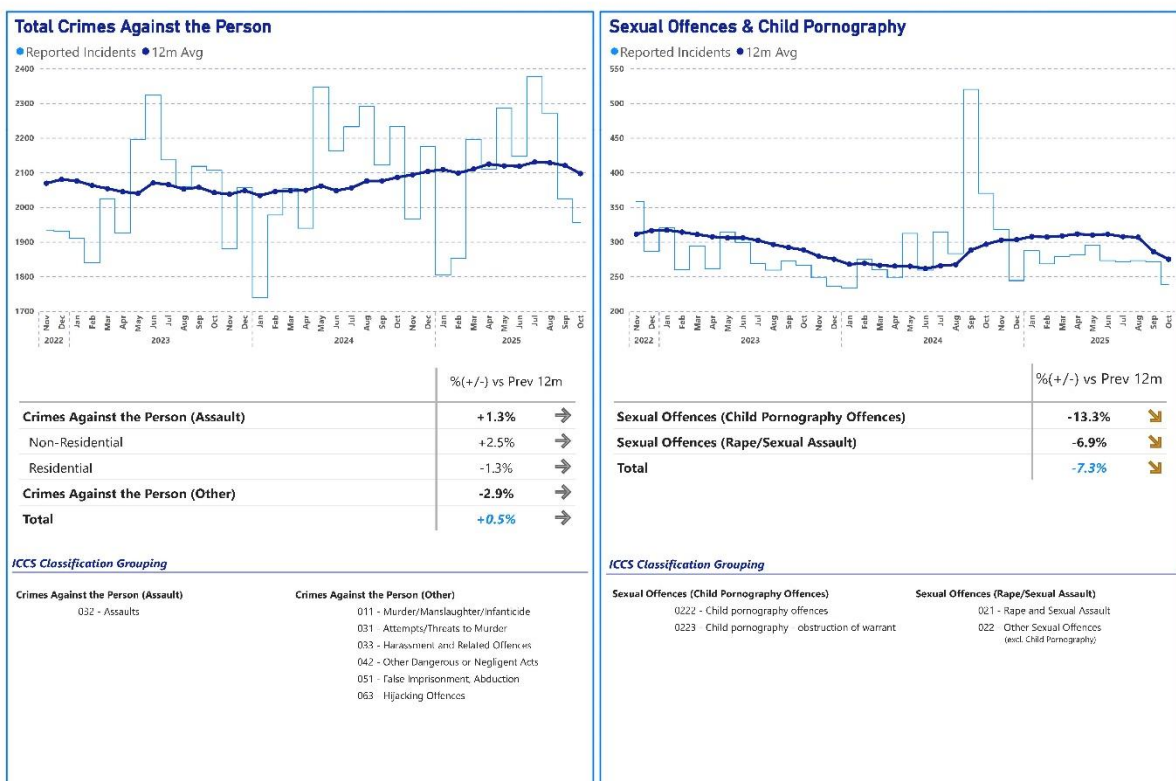 Total Crimes Against the Person
Reported Incidents 12m Avg
2400
2300
2200
2100
2000
1900
1800
1700
Nov Dec Jan Feb Mar Apr May Jun Jul Aug Sep Oct Nov Dec Jan Feb Mar Apr May Jun Jul Aug Sep Oct Nov Dec Jan Feb Mar Apr May Jun Jul Aug Sep Oct
2022 2023 2024 2025
%(+/-) vs Prev 12m
Crimes Against the Person (Assault) +1.3%
Non-Residential +2.5%
Residential -1.3%
Crimes Against the Person (Other) -2.9%
Total +0.5%
ICCS Classification Grouping
Crimes Against the Person (Assault)
032 - Assaults
Crimes Against the Person (Other)
011 - Murder/Manslaughter/Infanticide
031 - Attempts/Threats to Murder
033 - Harassment and Related Offences
042 - Other Dangerous or Negligent Acts
051 - False Imprisonment, Abduction
063 - Hijacking Offences
Sexual Offences & Child Pornography
Reported Incidents 12m Avg
550
500
450
400
350
300
250
200
Nov Dec Jan Feb Mar Apr May Jun Jul Aug Sep Oct Nov Dec Jan Feb Mar Apr May Jun Jul Aug Sep Oct Nov Dec Jan Feb Mar Apr May Jun Jul Aug Sep Oct
2022 2023 2024 2025
%(+/-) vs Prev 12m
Sexual Offences (Child Pornography Offences) -13.3%
Sexual Offences (Rape/Sexual Assault) -6.9%
Total -7.3%
ICCS Classification Grouping
Sexual Offences (Child Pornography Offences)
0222 - Child pornography offences
0223 - Child pornography - obstruction of warrant
Sexual Offences (Rape/Sexual Assault)
021 - Rape and Sexual Assault
022 - Other Sexual Offences
(excl. Child Pornography)